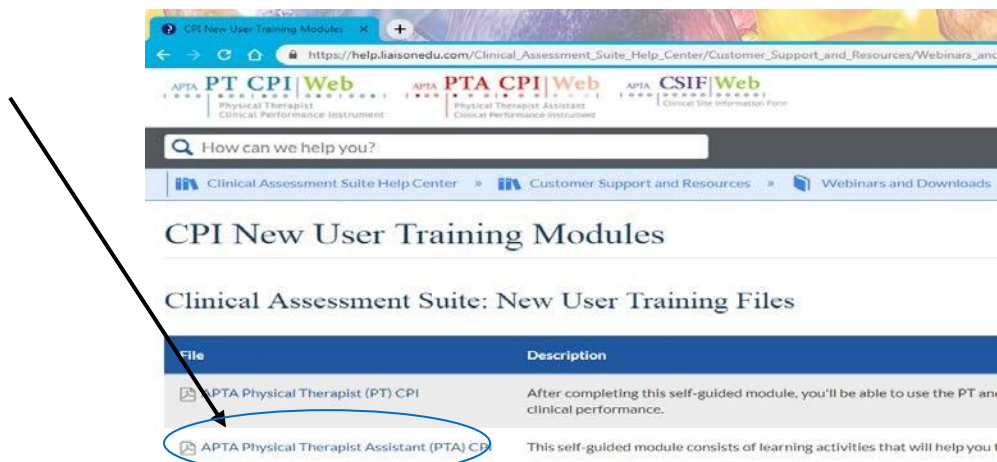 CPI New User Training Modules × +
https://help.liaisonedu.com/Clinical_Assessment_Suite_Help_Center/Customer_Support_and_Resources/Webinars_and
APTA PT CPI|Web APTA PTA CPI|Web APTA CSIF|Web
Physical Therapist Physical Therapist Assistant Clinical Site Information Form
Clinical Performance Instrument Clinical Performance Instrument
How can we help you?
Clinical Assessment Suite Help Center » Customer Support and Resources » Webinars and Downloads
CPI New User Training Modules
Clinical Assessment Suite: New User Training Files
File Description
APTA Physical Therapist (PT) CPI After completing this self-guided module, you'll be able to use the PT and
clinical performance.
APTA Physical Therapist Assistant (PTA) CPI This self-guided module consists of learning activities that will help you